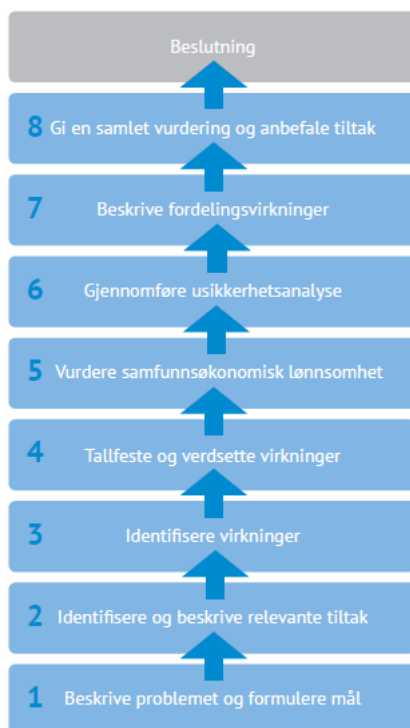 Beslutning
8 Gi en samlet vurdering og anbefale tiltak
7 Beskrive fordelingsvirkninger
6 Gjennomføre usikkerhetsanalyse
5 Vurdere samfunnsøkonomisk lønnsomhet
4 Tallfeste og verdsette virkninger
3 Identifisere virkninger
2 Identifisere og beskrive relevante tiltak
1 Beskrive problemet og formulere mål